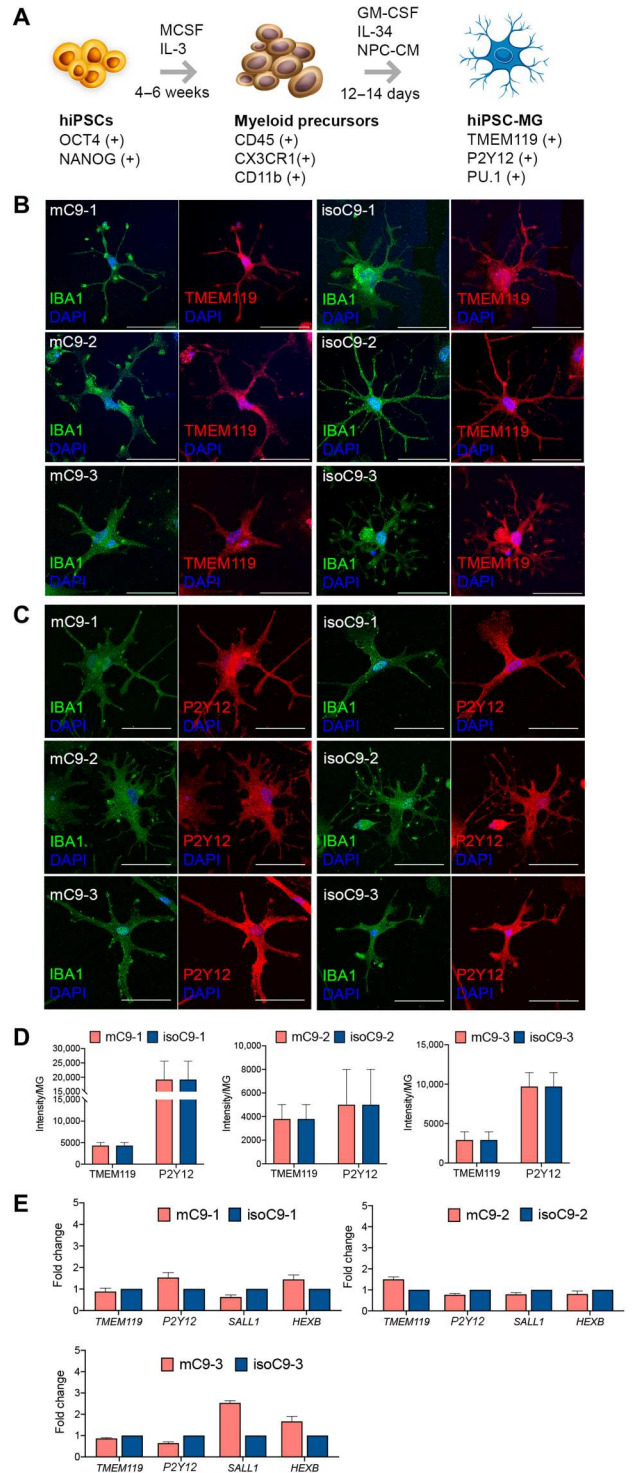 A
MCSF
IL-3
4–6 weeks
GM-CSF
IL-34
NPC-CM
12–14 days
hiPSCs
OCT4 (+)
NANOG (+)
Myeloid precursors
CD45 (+)
CX3CR1(+)
CD11b (+)
hiPSC-MG
TMEM119 (+)
P2Y12 (+)
PU.1 (+)
B
mC9-1
IBA1
DAPI
TMEM119
DAPI
isoC9-1
IBA1
DAPI
TMEM119
DAPI
mC9-2
IBA1
DAPI
TMEM119
DAPI
isoC9-2
IBA1
DAPI
TMEM119
DAPI
mC9-3
IBA1
DAPI
TMEM119
DAPI
isoC9-3
IBA1
DAPI
TMEM119
DAPI
C
mC9-1
IBA1
DAPI
P2Y12
DAPI
isoC9-1
IBA1
DAPI
P2Y12
DAPI
mC9-2
IBA1
DAPI
P2Y12
DAPI
isoC9-2
IBA1
DAPI
P2Y12
DAPI
mC9-3
IBA1
DAPI
P2Y12
DAPI
isoC9-3
IBA1
DAPI
P2Y12
DAPI
D
mC9-1 isoC9-1
Intensity/MG
30,000
25,000
20,000
15,000
15,000
10,000
5000
0
TMEM119 P2Y12
mC9-2 isoC9-2
Intensity/MG
10,000
8000
6000
4000
2000
0
TMEM119 P2Y12
mC9-3 isoC9-3
Intensity/MG
15,000
10,000
5000
0
TMEM119 P2Y12
E
mC9-1 isoC9-1
Fold change
5
4
3
2
1
0
TMEM119 P2Y12 SALL1 HEXB
mC9-2 isoC9-2
Fold change
5
4
3
2
1
0
TMEM119 P2Y12 SALL1 HEXB
mC9-3 isoC9-3
Fold change
5
4
3
2
1
0
TMEM119 P2Y12 SALL1 HEXB